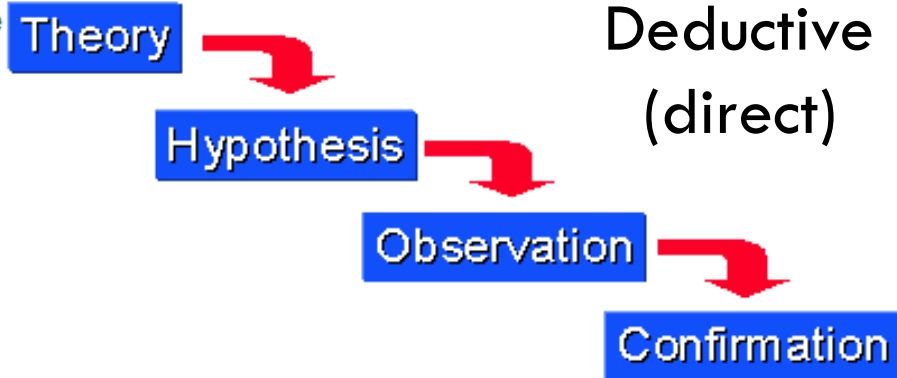 Theory
Deductive
(direct)
Hypothesis
Observation
Confirmation